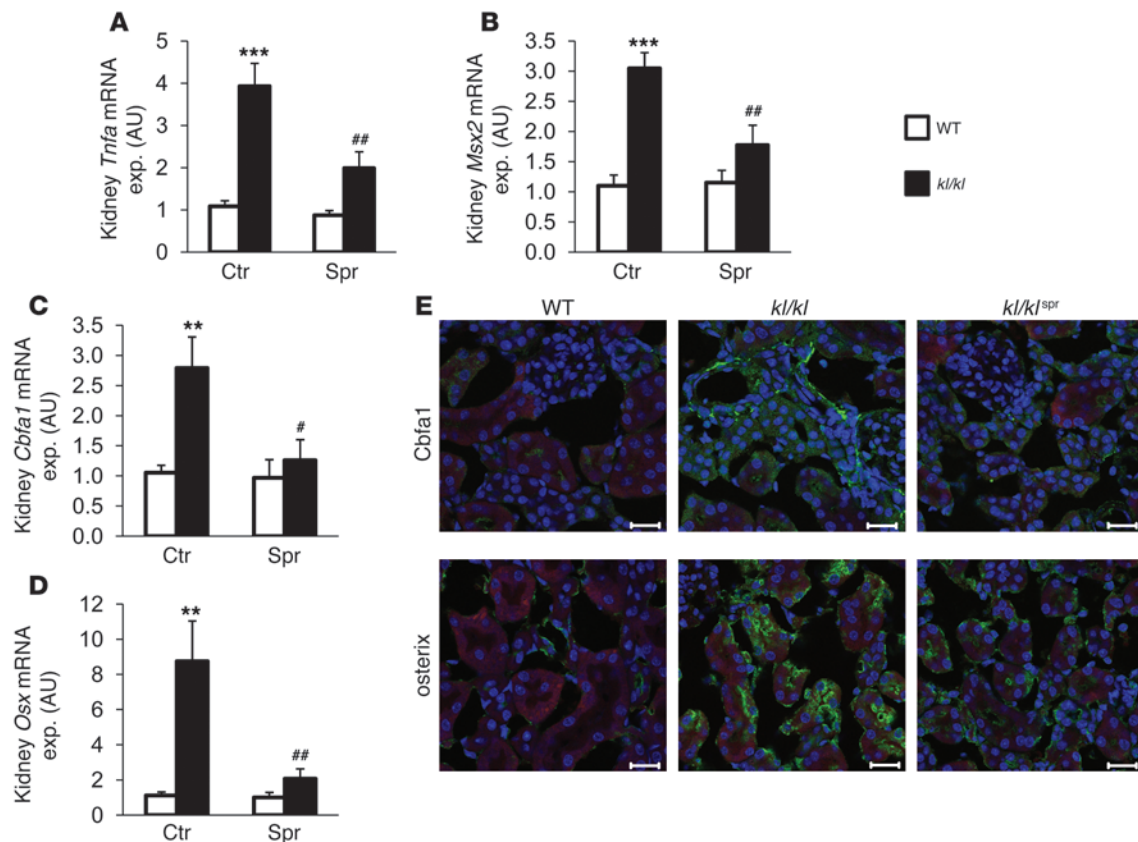 A
Kidney Tnfa mRNA
exp. (AU)
5
4
3
2
1
0
***
##
Ctr
Spr
B
Kidney Msx2 mRNA
exp. (AU)
3.5
3.0
2.5
2.0
1.5
1.0
0.5
0.0
***
##
Ctr
Spr
WT
kl/kl
C
Kidney Cbfa1 mRNA
exp. (AU)
3.5
3.0
2.5
2.0
1.5
1.0
0.5
0.0
**
#
Ctr
Spr
D
Kidney Osx mRNA
exp. (AU)
12
10
8
6
4
2
0
**
##
Ctr
Spr
E
WT
kl/kl
kl/klspr
Cbfa1
osterix